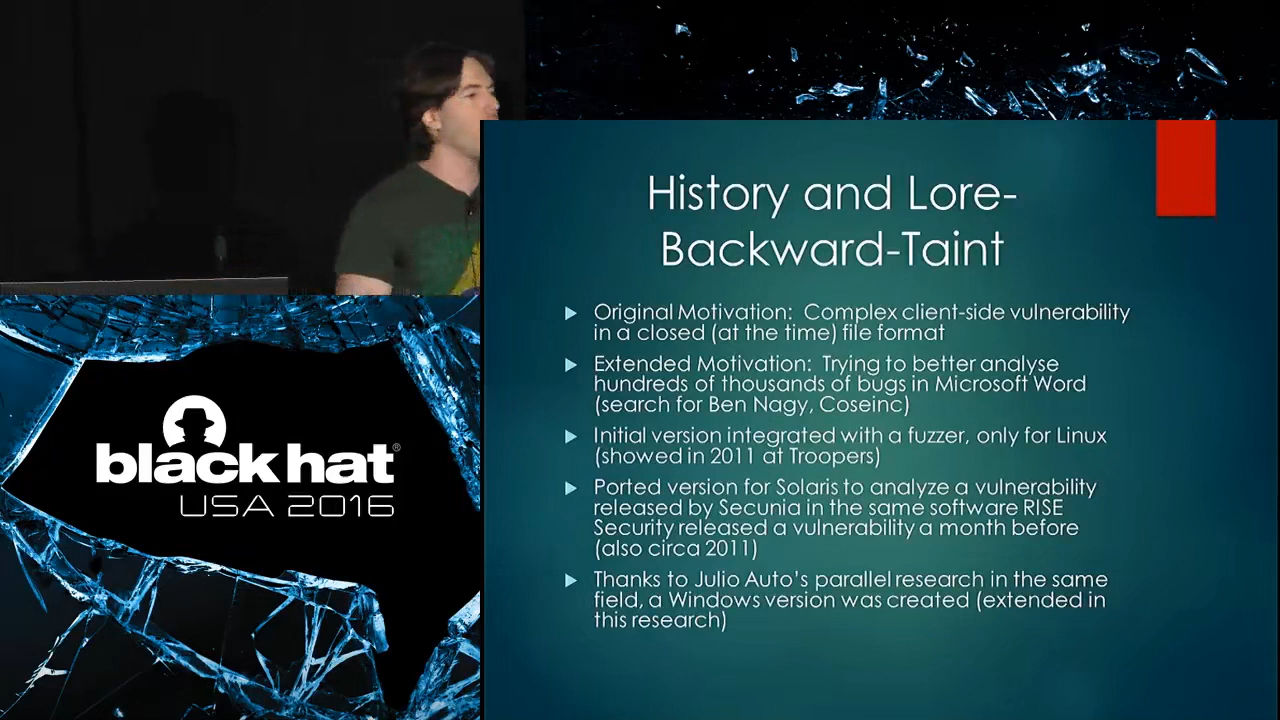 black hat®
USA 2016
History and Lore-
Backward-Taint
Original Motivation: Complex client-side vulnerability
in a closed (at the time) file format
Extended Motivation: Trying to better analyse
hundreds of thousands of bugs in Microsoft Word
(search for Ben Nagy, Coseinc)
Initial version integrated with a fuzzer, only for Linux
(showed in 2011 at Troopers)
Ported version for Solaris to analyze a vulnerability
released by Secunia in the same software RISE
Security released a vulnerability a month before
(also circa 2011)
Thanks to Julio Auto's parallel research in the same
field, a Windows version was created (extended in
this research)